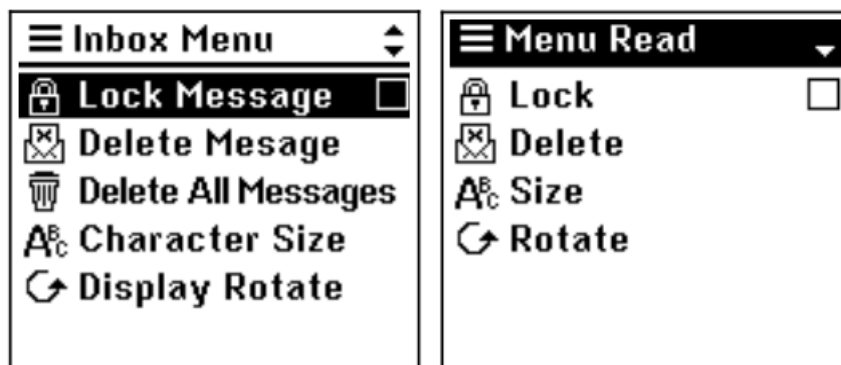 Inbox Menu
Lock Message
Delete Mesage
Delete All Messages
Character Size
Display Rotate
Menu Read
Lock
Delete
Size
Rotate